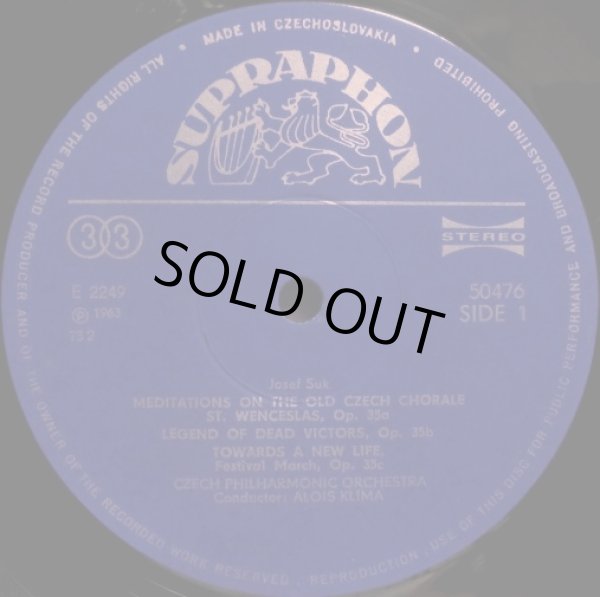 ALL RIGHTS OF THE RECORD PRODUCER AND OF THE OWNER OF THE RECORDED WORK RESERVED . REPRODUCTION , USE OF THIS DISC FOR PUBLIC PERFORMANCE AND BROADCASTING PROHIBITED
• MADE IN CZECHOSLOVAKIA •
SUPRAPHON
33
STEREO
E 2249
50476
℗ 1963
SIDE 1
75 2
SOLD OUT
Josef Suk
MEDITATIONS ON THE OLD CZECH CHORALE
ST. WENCESLAS, Op. 35a
LEGEND OF DEAD VICTORS, Op. 35b
TOWARDS A NEW LIFE,
Festival March, Op. 35c
CZECH PHILHARMONIC ORCHESTRA
Conductor: ALOIS KLÍMA